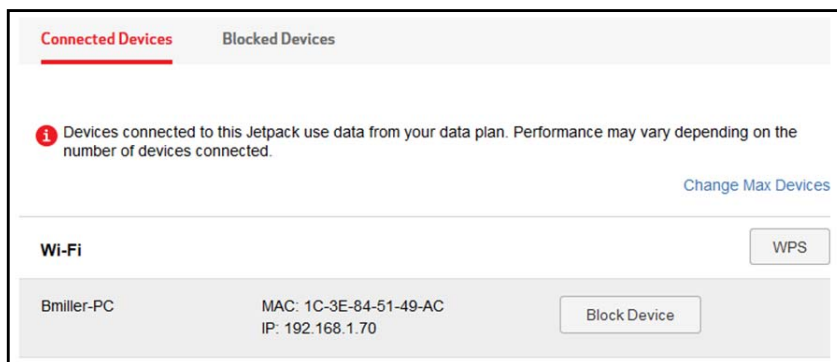 Connected Devices Blocked Devices
Devices connected to this Jetpack use data from your data plan. Performance may vary depending on the
number of devices connected.
Change Max Devices
Wi-Fi WPS
Bmiller-PC MAC: 1C-3E-84-51-49-AC Block Device
IP: 192.168.1.70